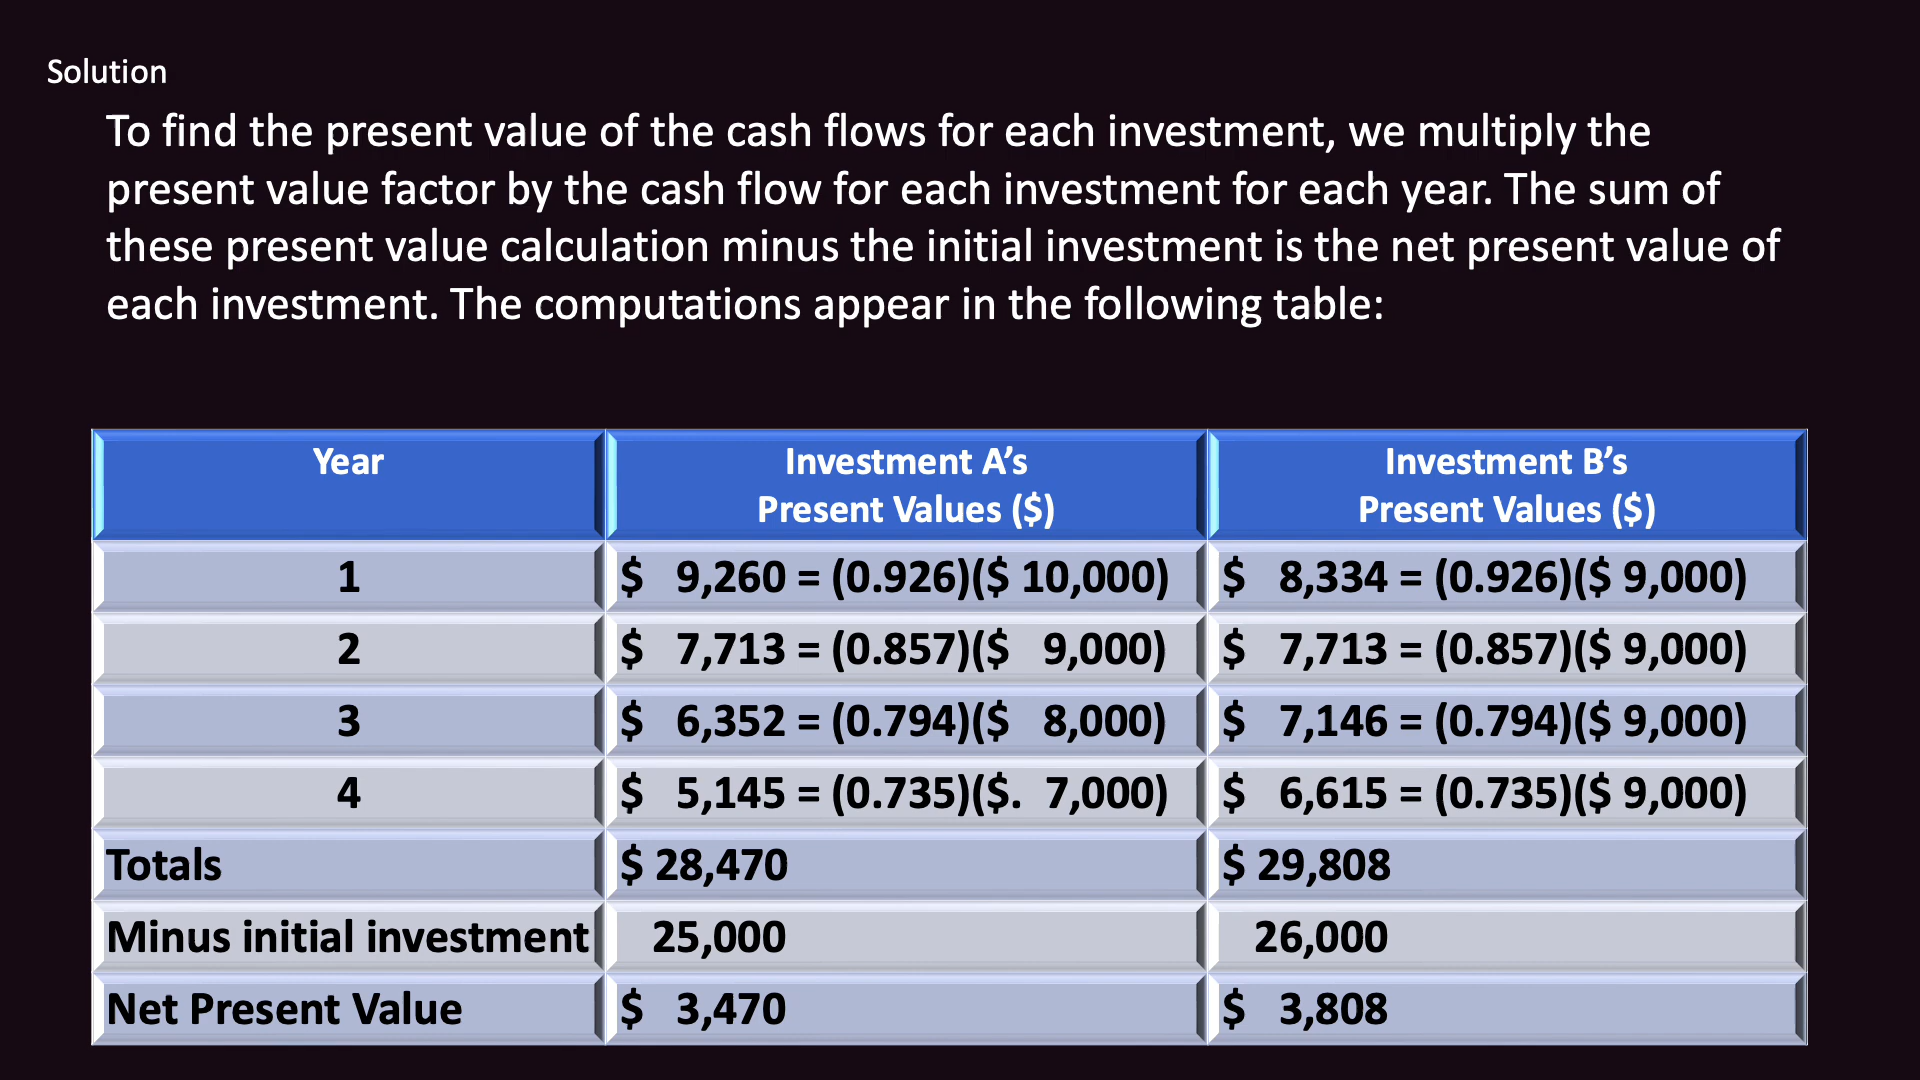 Solution
To find the present value of the cash flows for each investment, we multiply the
present value factor by the cash flow for each investment for each year. The sum of
these present value calculation minus the initial investment is the net present value of
each investment. The computations appear in the following table:
Year Investment A’s Present Values ($) Investment B’s Present Values ($)
1 $ 9,260 = (0.926)($ 10,000) $ 8,334 = (0.926)($ 9,000)
2 $ 7,713 = (0.857)($ 9,000) $ 7,713 = (0.857)($ 9,000)
3 $ 6,352 = (0.794)($ 8,000) $ 7,146 = (0.794)($ 9,000)
4 $ 5,145 = (0.735)($. 7,000) $ 6,615 = (0.735)($ 9,000)
Totals $ 28,470 $ 29,808
Minus initial investment 25,000 26,000
Net Present Value $ 3,470 $ 3,808